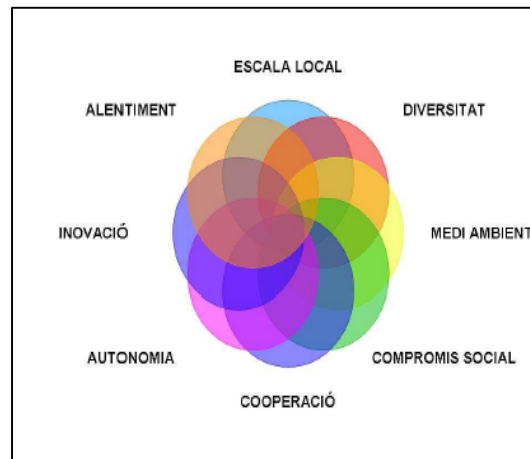 ESCALA LOCAL
ALENTIMENT
DIVERSITAT
INOVACIÓ
MEDI AMBIENT
AUTONOMIA
COMPROMIS SOCIAL
COOPERACIÓ